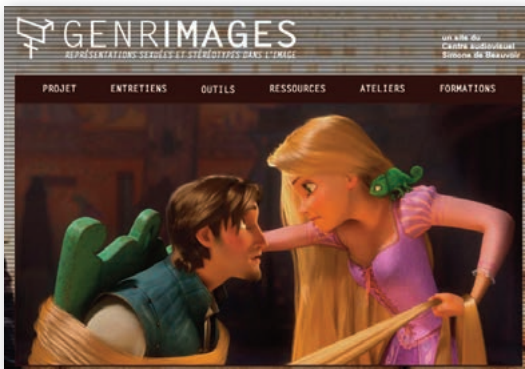 GENRIMAGES
REPRÉSENTATIONS SEXUÉES ET STÉRÉOTYPES DANS L'IMAGE
un site du
Centre audiovisuel
Simone de Beauvoir
PROJET ENTRETIENS OUTILS RESSOURCES ATELIERS FORMATIONS